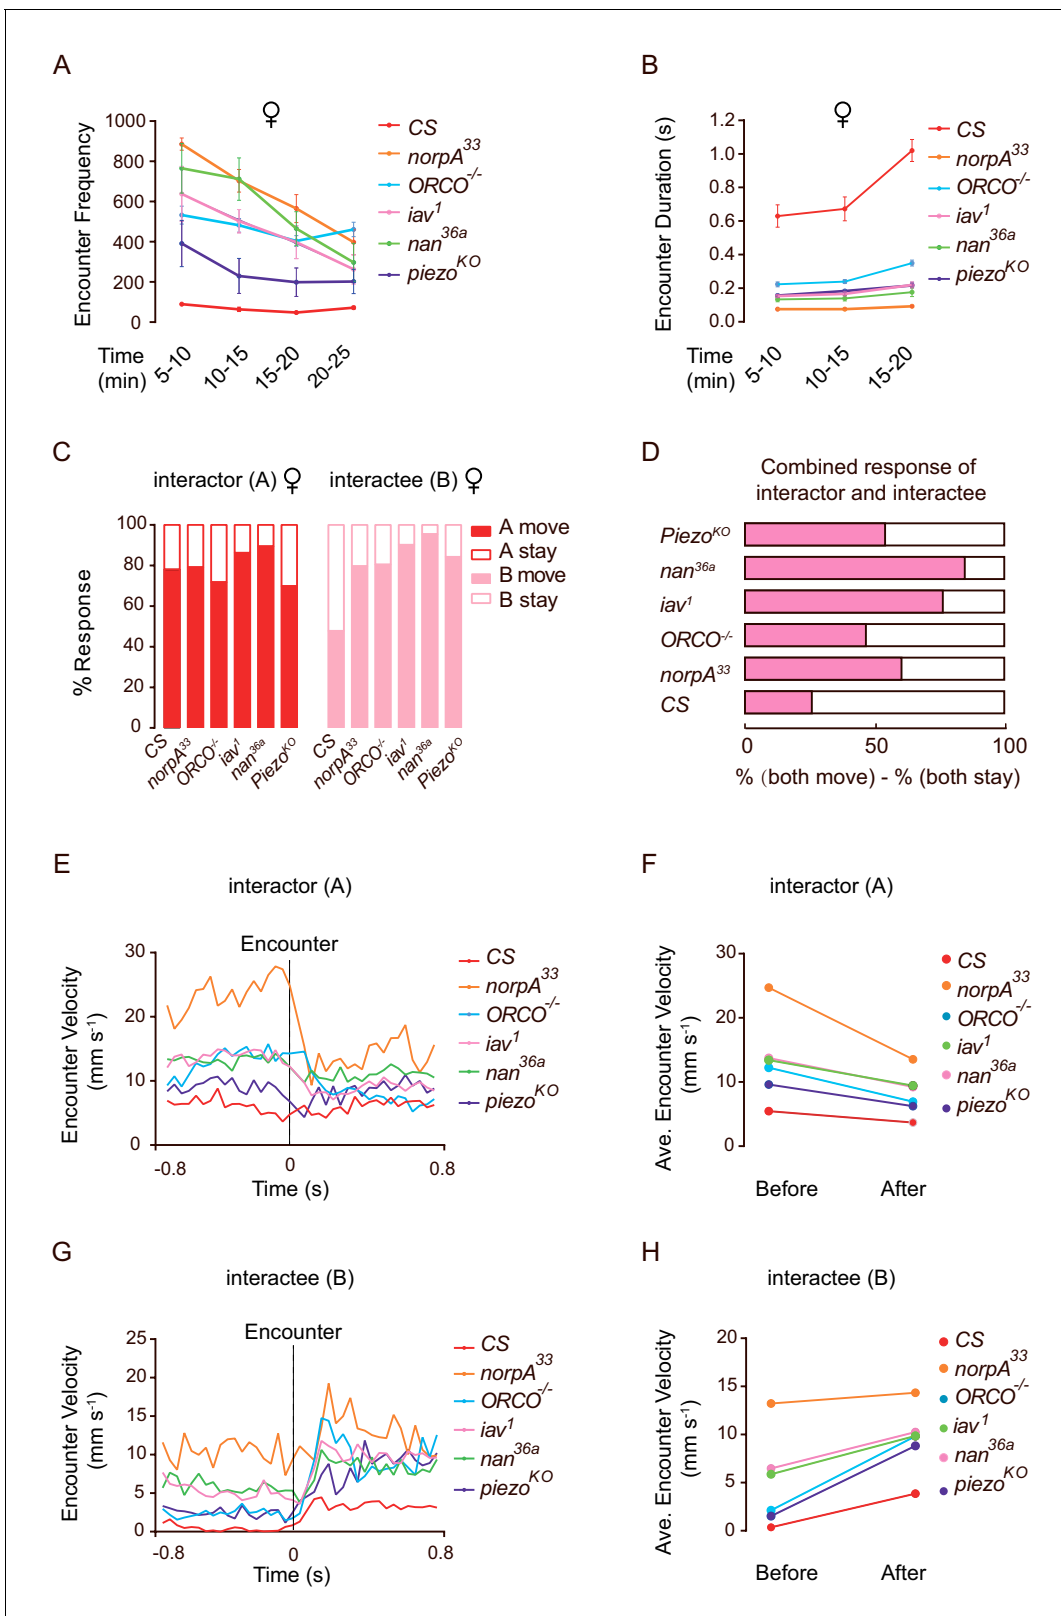 A
♀
1000
800
600
400
200
0
Encounter Frequency
Time
(min)
5-10
10-15
15-20
20-25
CS
norpA33
ORCO-/-
iav1
nan36a
piezoKO
B
♀
1.2
1.0
0.8
0.6
0.4
0.2
0.0
Encounter Duration (s)
Time
(min)
5-10
10-15
15-20
CS
norpA33
ORCO-/-
iav1
nan36a
piezoKO
C
interactor (A) ♀
interactee (B) ♀
100
80
60
40
20
0
% Response
CS
norpA33
ORCO-/-
iav1
nan36a
PiezoKO
CS
norpA33
ORCO-/-
iav1
nan36a
PiezoKO
A move
A stay
B move
B stay
D
Combined response of
interactor and interactee
PiezoKO
nan36a
iav1
ORCO-/-
norpA33
CS
0
50
100
% (both move) - % (both stay)
E
interactor (A)
Encounter
30
20
10
0
Encounter Velocity
(mm s-1)
-0.8
0
0.8
Time (s)
CS
norpA33
ORCO-/-
iav1
nan36a
piezoKO
F
interactor (A)
30
20
10
0
Ave. Encounter Velocity
(mm s-1)
Before
After
CS
norpA33
ORCO-/-
iav1
nan36a
piezoKO
G
interactee (B)
Encounter
25
20
15
10
5
0
Encounter Velocity
(mm s-1)
-0.8
0
0.8
Time (s)
CS
norpA33
ORCO-/-
iav1
nan36a
piezoKO
H
interactee (B)
20
15
10
5
0
Ave. Encounter Velocity
(mm s-1)
Before
After
CS
norpA33
ORCO-/-
iav1
nan36a
piezoKO